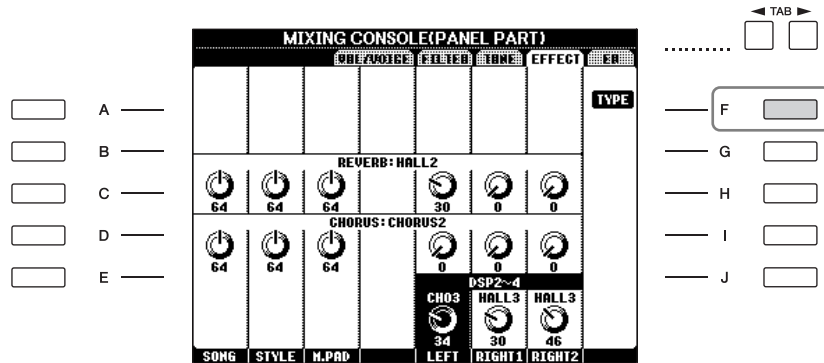 ◄ TAB ►
MIXING CONSOLE(PANEL PART)
VOL/VOICE FILTER TUNE EFFECT EQ
TYPE
A F
B G
REVERB:HALL2
C H
64 64 64 30 0 0
CHORUS:CHORUS2
D I
64 64 64 0 0 0
DSP2~4
E J
CHO3 HALL3 HALL3
34 30 46
SONG STYLE M.PAD LEFT RIGHT1 RIGHT2